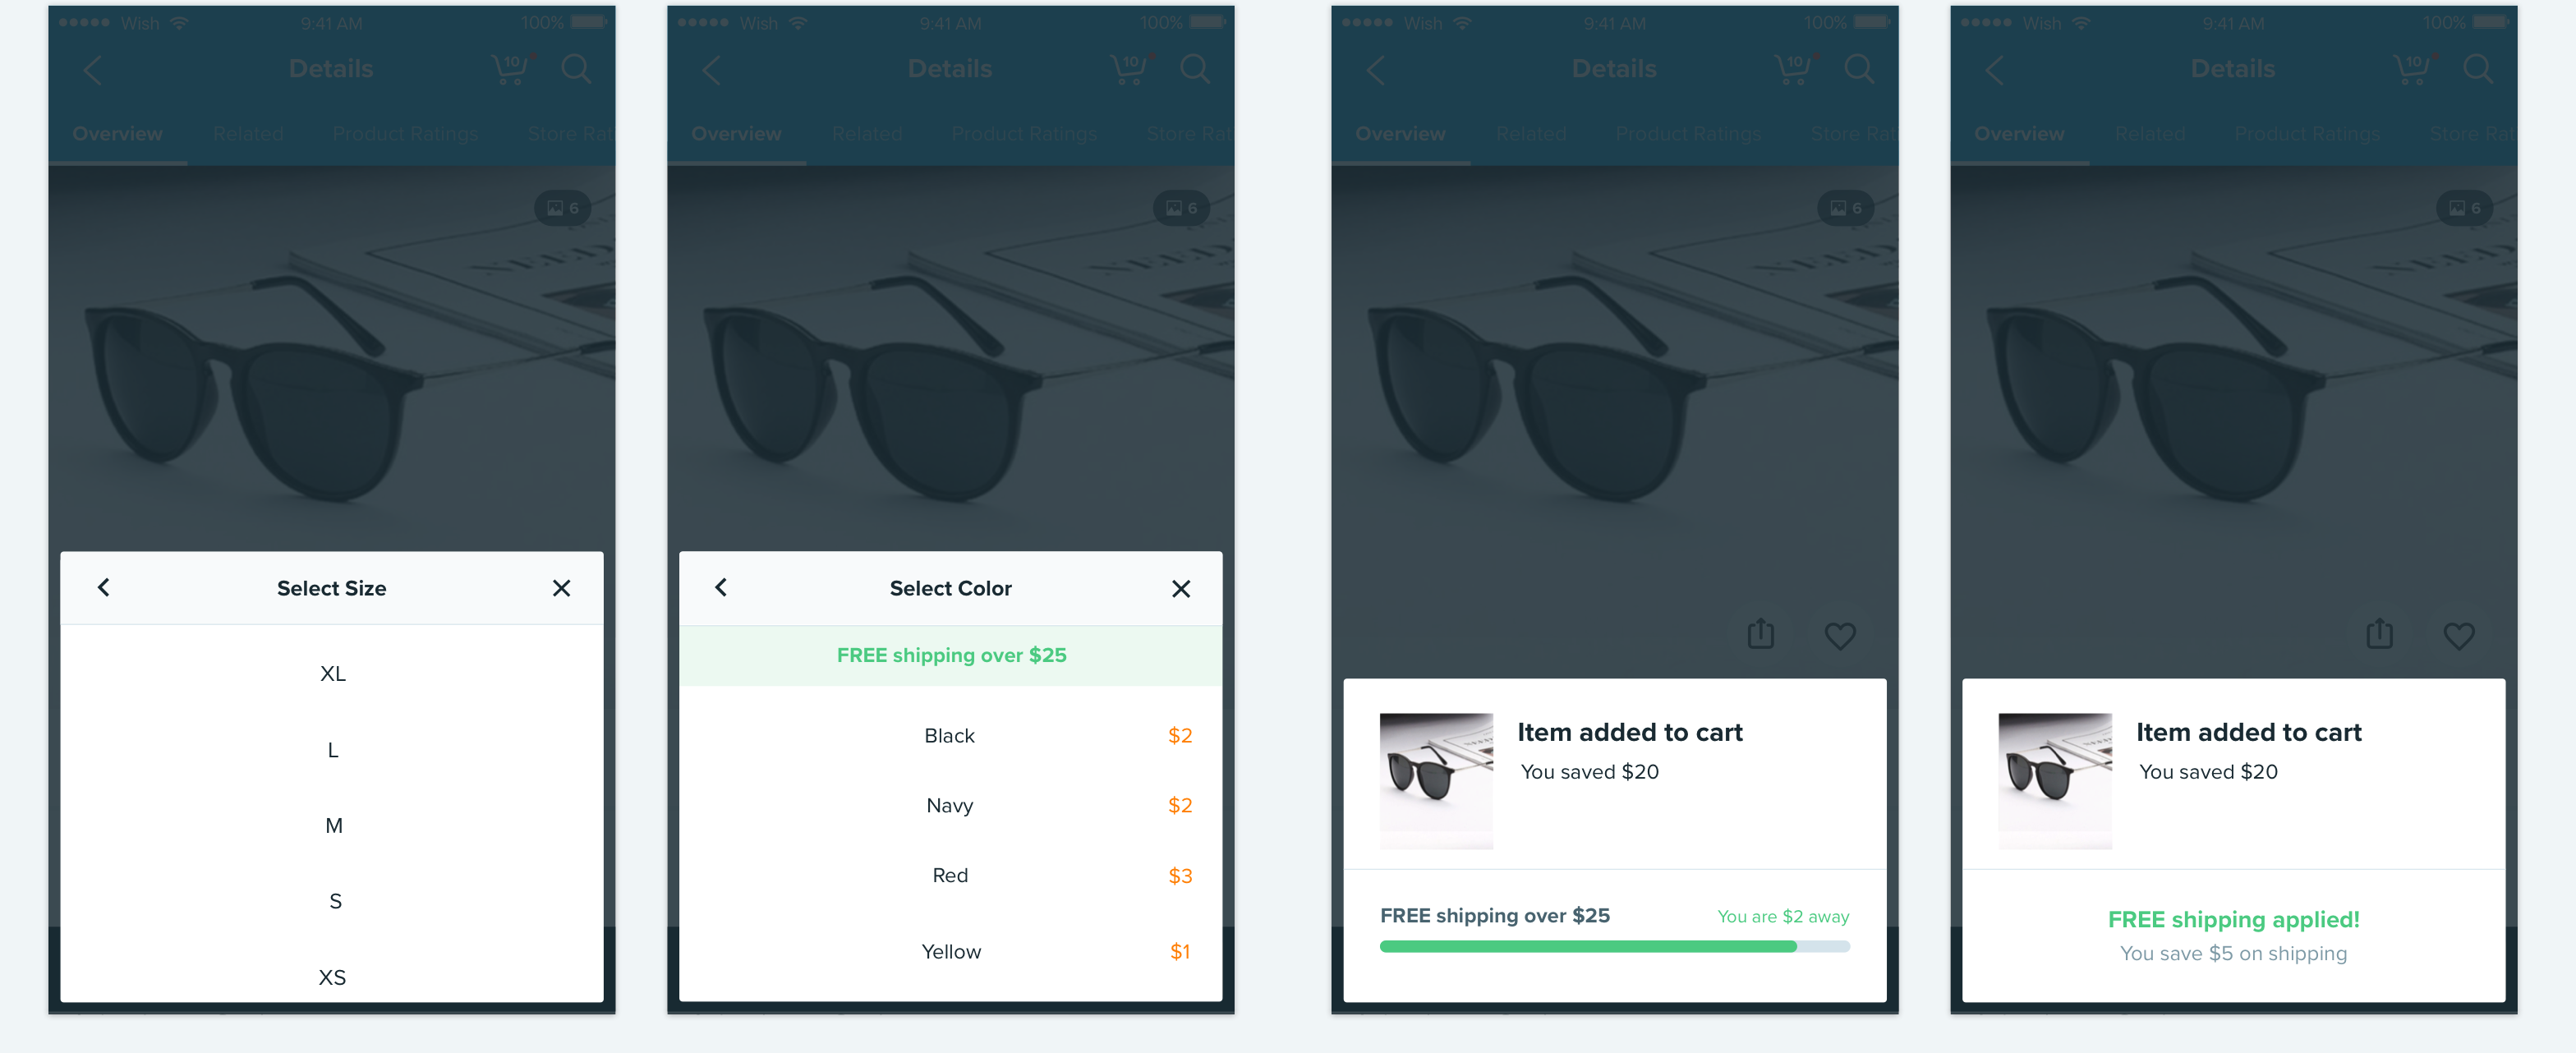 Wish 9:41 AM 100%
Details 10
Overview Related Product Ratings Store Rat
6
Select Size
XL
L
M
S
XS
Wish 9:41 AM 100%
Details 10
Overview Related Product Ratings Store Rat
6
Select Color
FREE shipping over $25
Black $2
Navy $2
Red $3
Yellow $1
Wish 9:41 AM 100%
Details 10
Overview Related Product Ratings Store Rati
6
Item added to cart
You saved $20
FREE shipping over $25 You are $2 away
Wish 9:41 AM 100%
Details 10
Overview Related Product Ratings Store Rat
6
Item added to cart
You saved $20
FREE shipping applied!
You save $5 on shipping